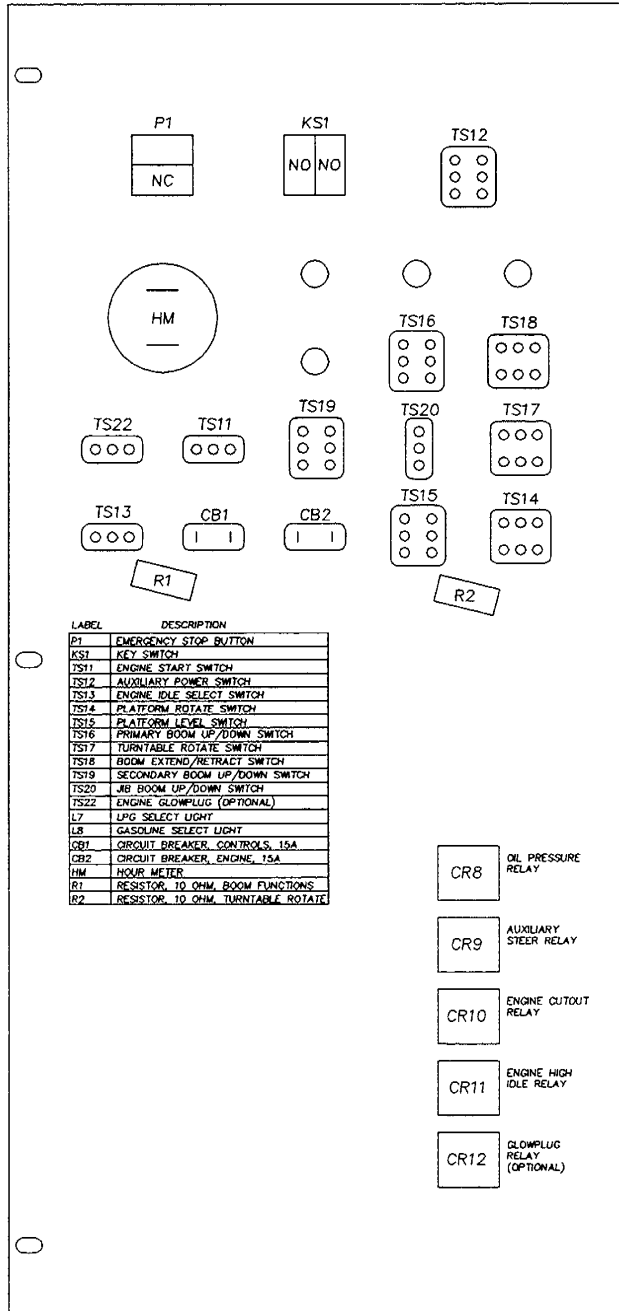 P1
KS1
TS12
NC
NO NO
HM
TS16 TS18
TS22 TS11 TS19 TS20 TS17
TS13 CB1 CB2 TS15 TS14
R1 R2
LABEL DESCRIPTION
P1 EMERGENCY STOP BUTTON
KS1 KEY SWITCH
TS11 ENGINE START SWITCH
TS12 AUXILIARY POWER SWITCH
TS13 ENGINE IDLE SELECT SWITCH
TS14 PLATFORM ROTATE SWITCH
TS15 PLATFORM LEVEL SWITCH
TS16 PRIMARY BOOM UP/DOWN SWITCH
TS17 TURNTABLE ROTATE SWITCH
TS18 BOOM EXTEND/RETRACT SWITCH
TS19 SECONDARY BOOM UP/DOWN SWITCH
TS20 JIB BOOM UP/DOWN SWITCH
TS22 ENGINE GLOWPLUG (OPTIONAL)
L7 LPG SELECT LIGHT
L8 GASOLINE SELECT LIGHT
CB1 CIRCUIT BREAKER, CONTROLS, 15A
CB2 CIRCUIT BREAKER, ENGINE, 15A
HM HOUR METER
R1 RESISTOR, 10 OHM, BOOM FUNCTIONS
R2 RESISTOR, 10 OHM, TURNTABLE ROTATE
CR8 OIL PRESSURE
RELAY
CR9 AUXILIARY
STEER RELAY
CR10 ENGINE CUTOUT
RELAY
CR11 ENGINE HIGH
IDLE RELAY
CR12 GLOWPLUG
RELAY
(OPTIONAL)